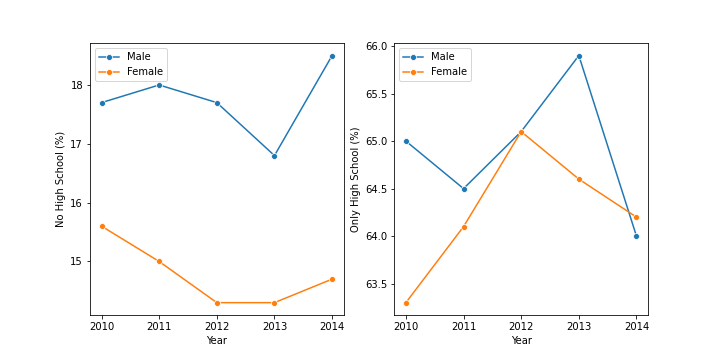 Male
Female
18
17
16
15
No High School (%)
2010 2011 2012 2013 2014
Year
Male
Female
66.0
65.5
65.0
64.5
64.0
63.5
Only High School (%)
2010 2011 2012 2013 2014
Year